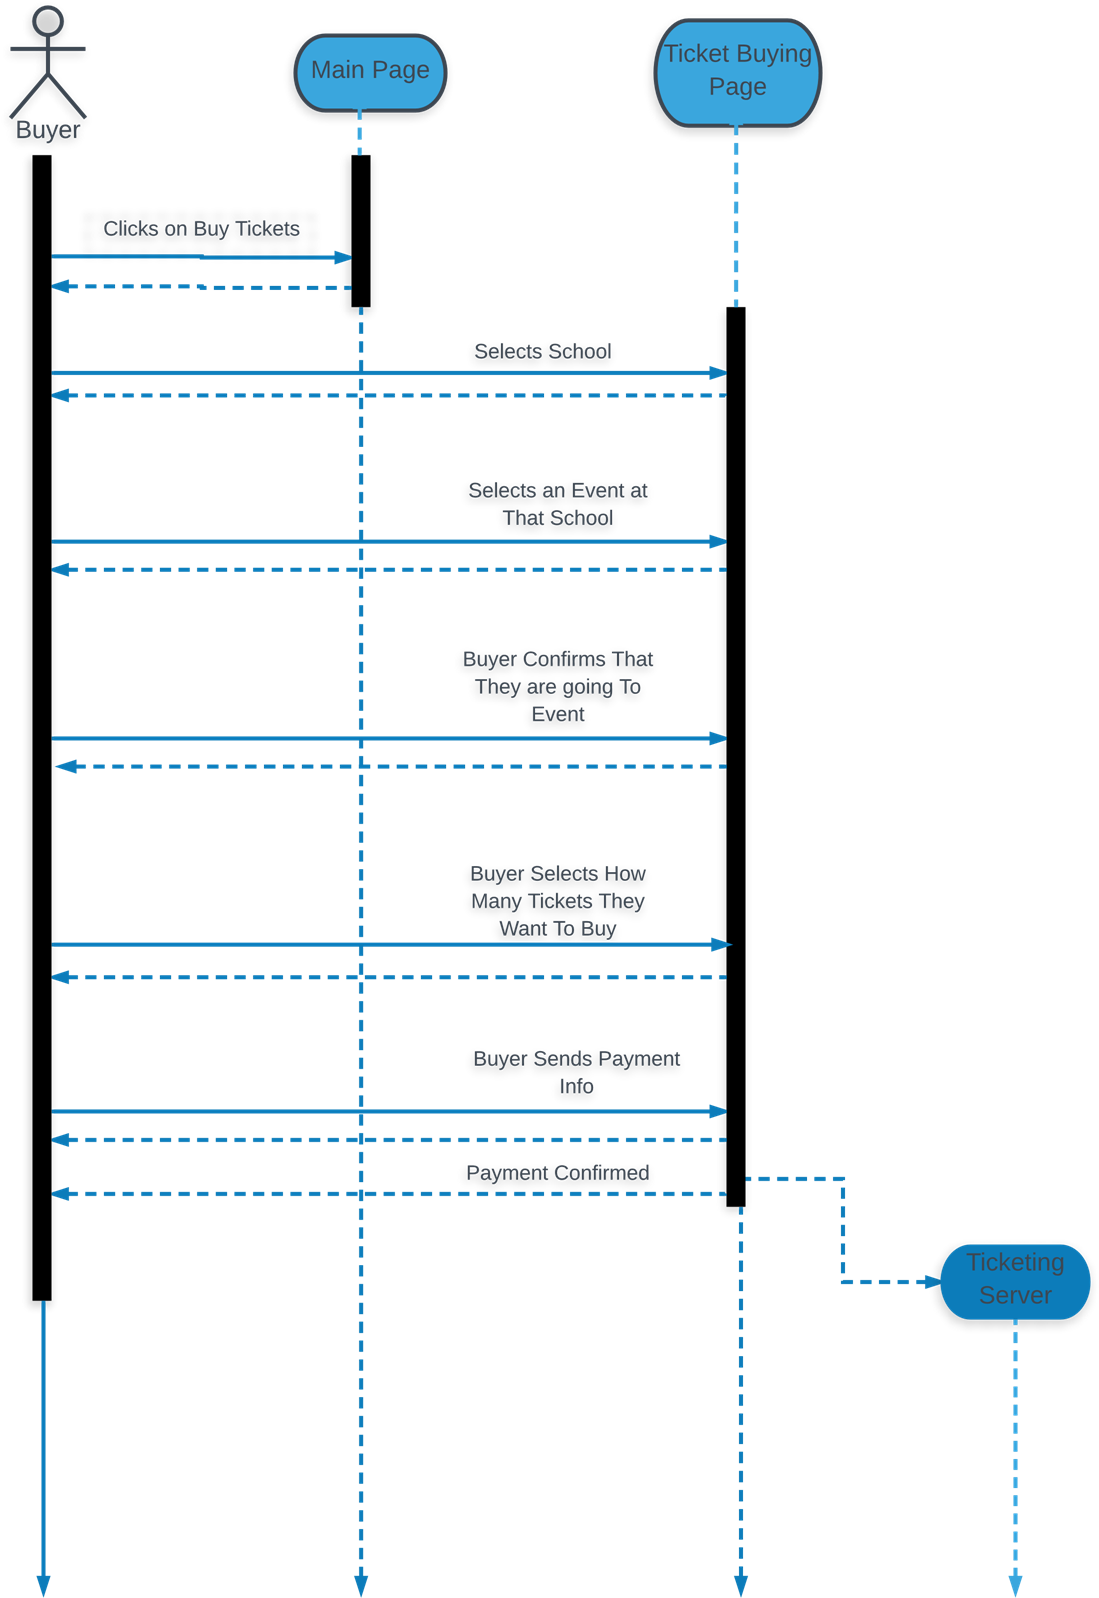 Buyer
Main Page
Ticket Buying
Page
Clicks on Buy Tickets
Selects School
Selects an Event at
That School
Buyer Confirms That
They are going To
Event
Buyer Selects How
Many Tickets They
Want To Buy
Buyer Sends Payment
Info
Payment Confirmed
Ticketing
Server